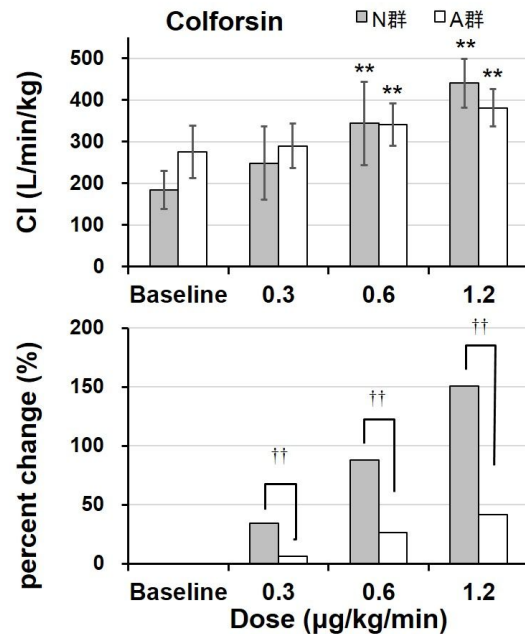 Colforsin
N群 A群
CI (L/min/kg)
500
400
300
200
100
0
** ** ** **
Baseline 0.3 0.6 1.2
percent change (%)
200
150
100
50
0
†† †† ††
Baseline 0.3 0.6 1.2
Dose (μg/kg/min)